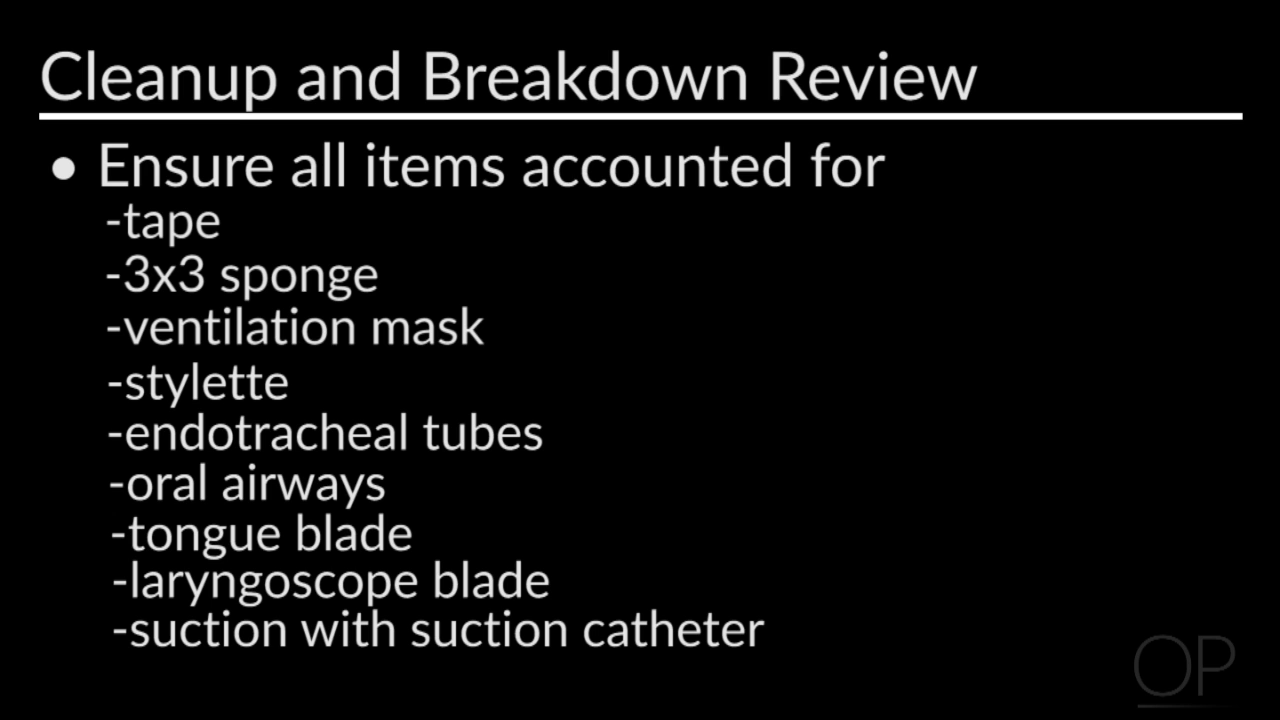 Cleanup and Breakdown Review
• Ensure all items accounted for
-tape
-3x3 sponge
-ventilation mask
-stylette
-endotracheal tubes
-oral airways
-tongue blade
-laryngoscope blade
-suction with suction catheter
OP